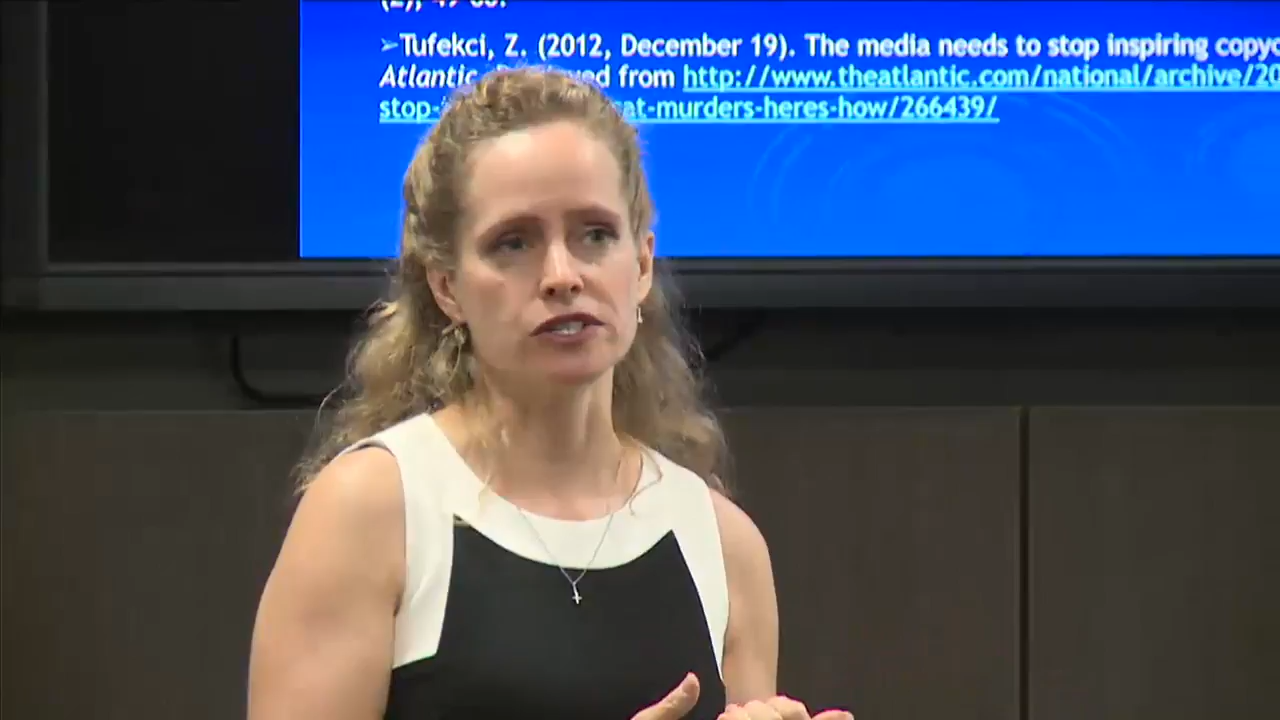 ➢Tufekci, Z. (2012, December 19). The media needs to stop inspiring copyc
Atlantic. from http://www.theatlantic.com/national/archive/20
stop- at-murders-heres-how/266439/